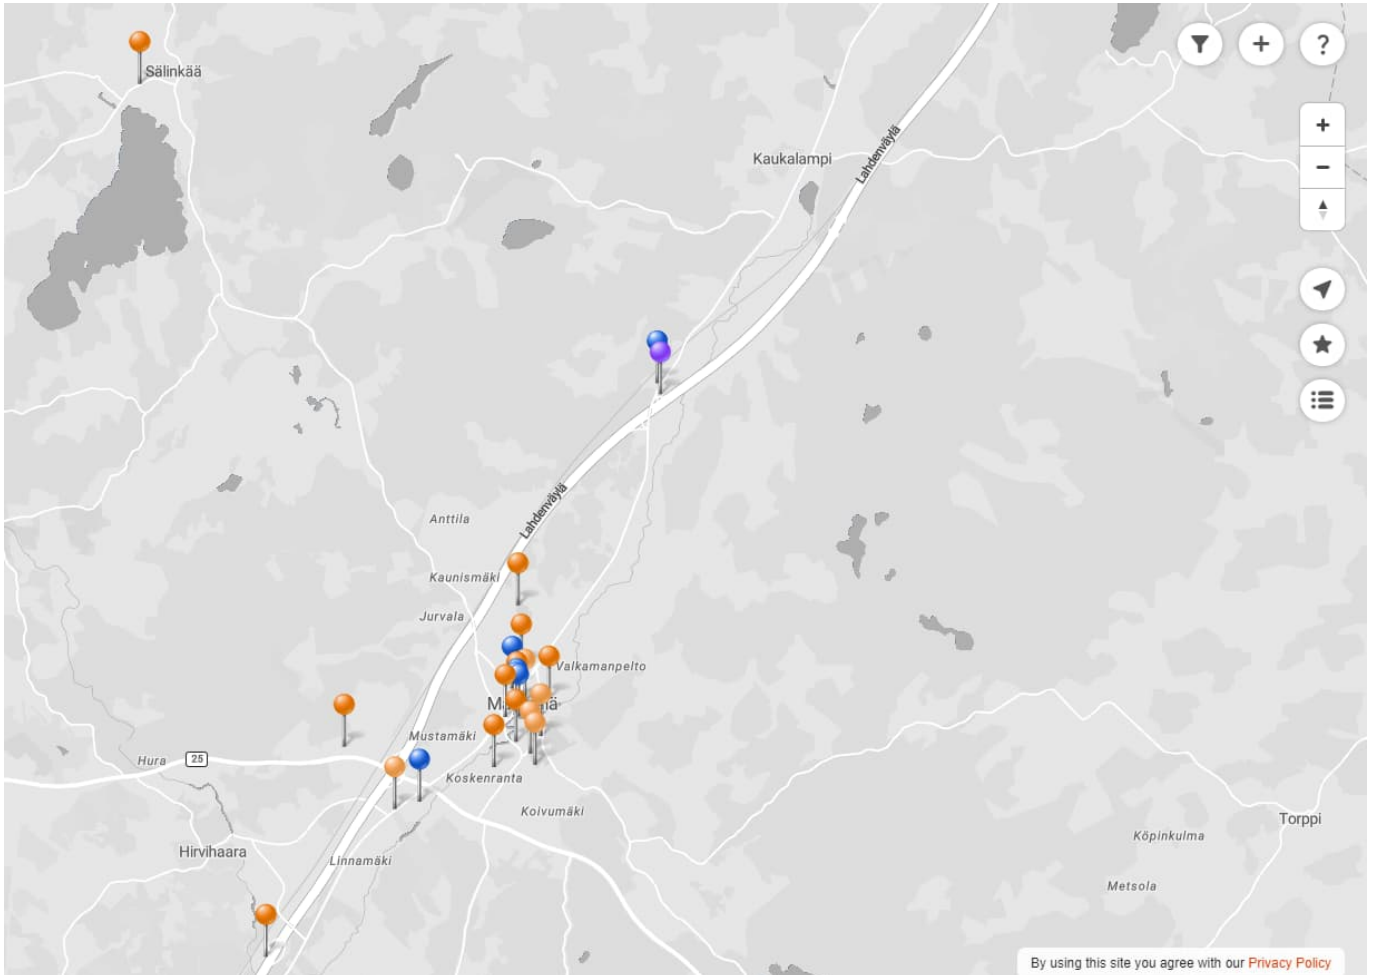 ?
Sälinkää
+
−
Kaukalampi
Lahdenväylä
Lahdenväylä
Anttila
Kaunismäki
Jurvala
Valkamanpelto
Mustamäki
Hura
25
Koskenranta
Koivumäki
Torppi
Köpinkulma
Hirvihaara
Linnamäki
Metsola
By using this site you agree with our Privacy Policy